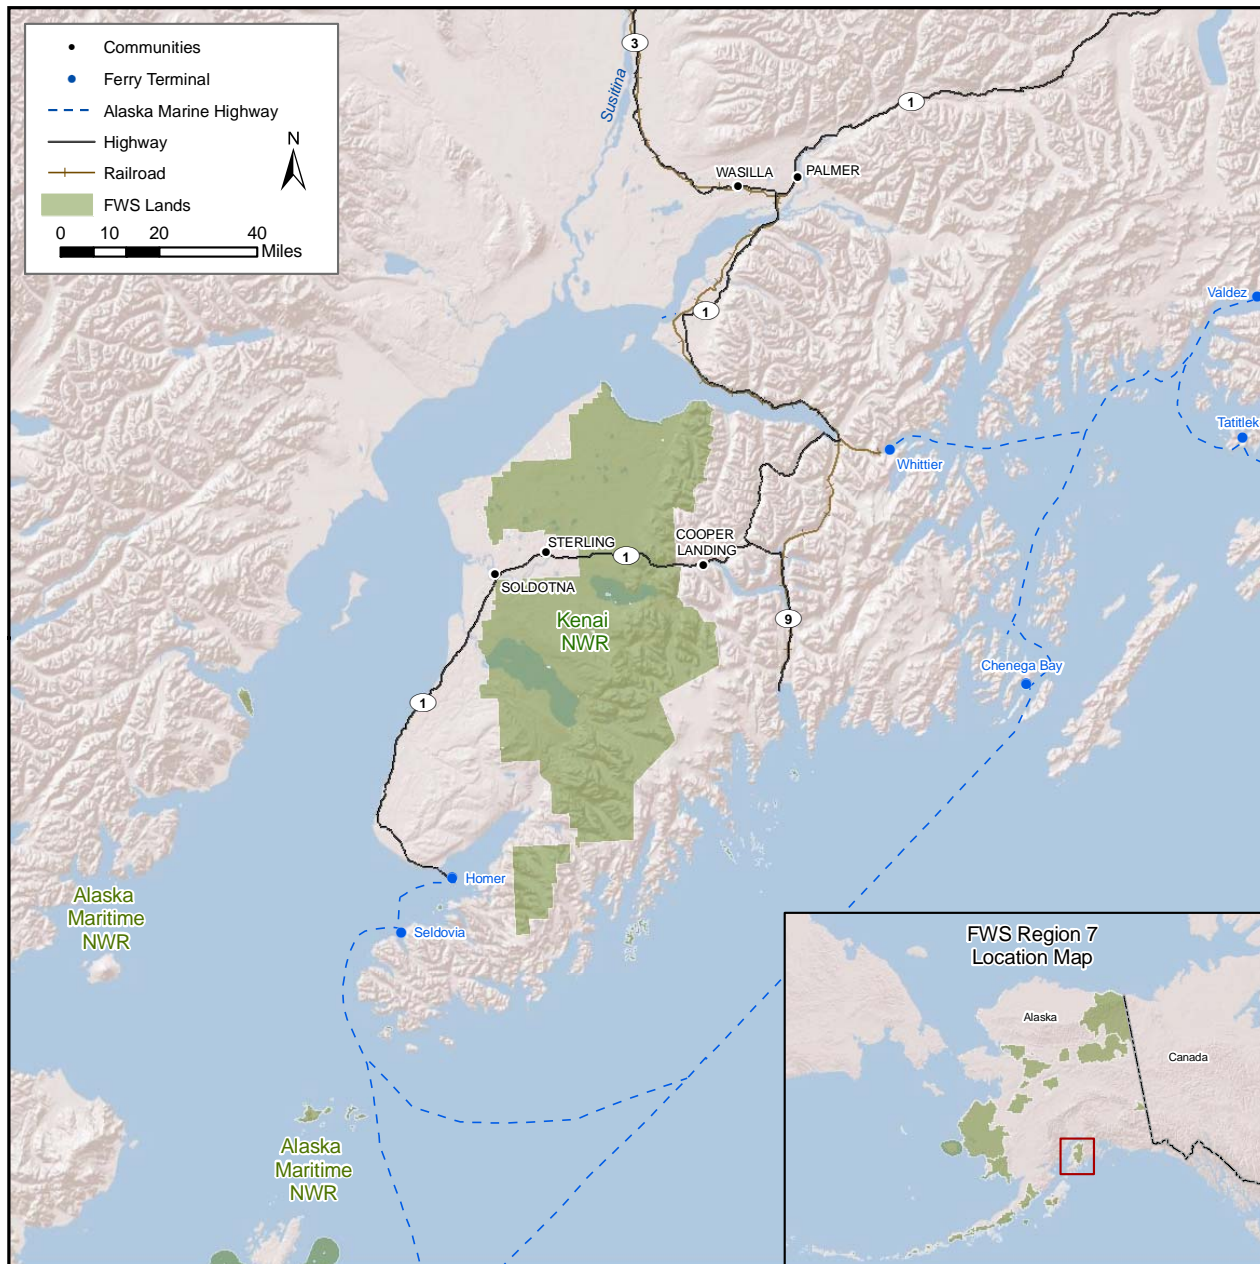 Communities
Ferry Terminal
Alaska Marine Highway
Highway
Railroad
FWS Lands
N
0 10 20 40
Miles
3
Susitina
1
WASILLA
PALMER
1
Valdez
Tatitlek
Whittier
STERLING
1
COOPER
LANDING
SOLDOTNA
Kenai
NWR
9
Chenega Bay
1
Homer
Seldovia
Alaska
Maritime
NWR
Alaska
Maritime
NWR
FWS Region 7
Location Map
Alaska
Canada